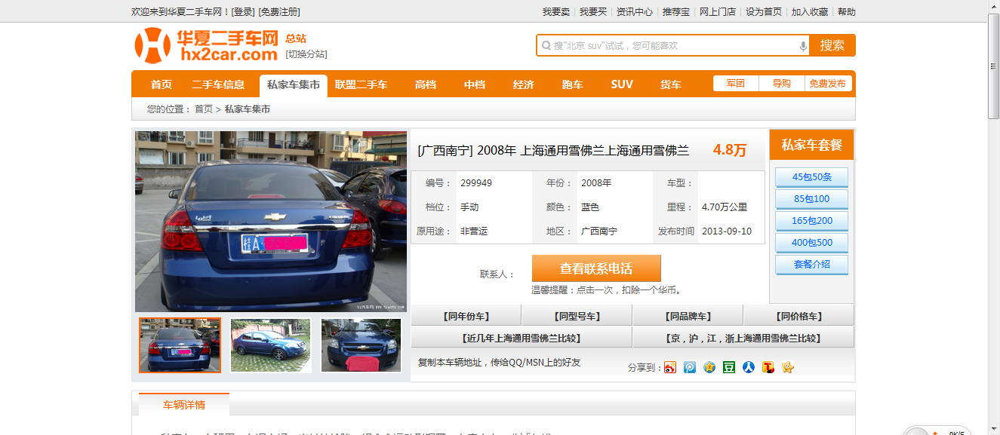 欢迎来到华夏二手车网！[登录] [免费注册]
我要卖 | 我要买 | 资讯中心 | 推荐宝 | 网上门店 | 设为首页 | 加入收藏 | 帮助
华夏二手车网
hx2car.com
总站
[切换分站]
搜"北京 suv"试试，您可能喜欢
搜索
首页 二手车信息 私家车集市 联盟二手车 高档 中档 经济 跑车 SUV 货车 军团 导购 免费发布
您的位置： 首页 > 私家车集市
[广西南宁] 2008年 上海通用雪佛兰上海通用雪佛兰 4.8万
编号： 299949 年份： 2008年 车型：
档位： 手动 颜色： 蓝色 里程： 4.70万公里
原用途： 非营运 地区： 广西南宁 发布时间 2013-09-10
联系人： 查看联系电话
温馨提醒：点击一次，扣除一个华币。
私家车套餐
45包50条
85包100
165包200
400包500
套餐介绍
桂A
【同年份车】 【同型号车】 【同品牌车】 【同价格车】
【近几年上海通用雪佛兰比较】 【京，沪，江，浙上海通用雪佛兰比较】
复制本车辆地址，传给QQ/MSN上的好友
分享到：
车辆详情